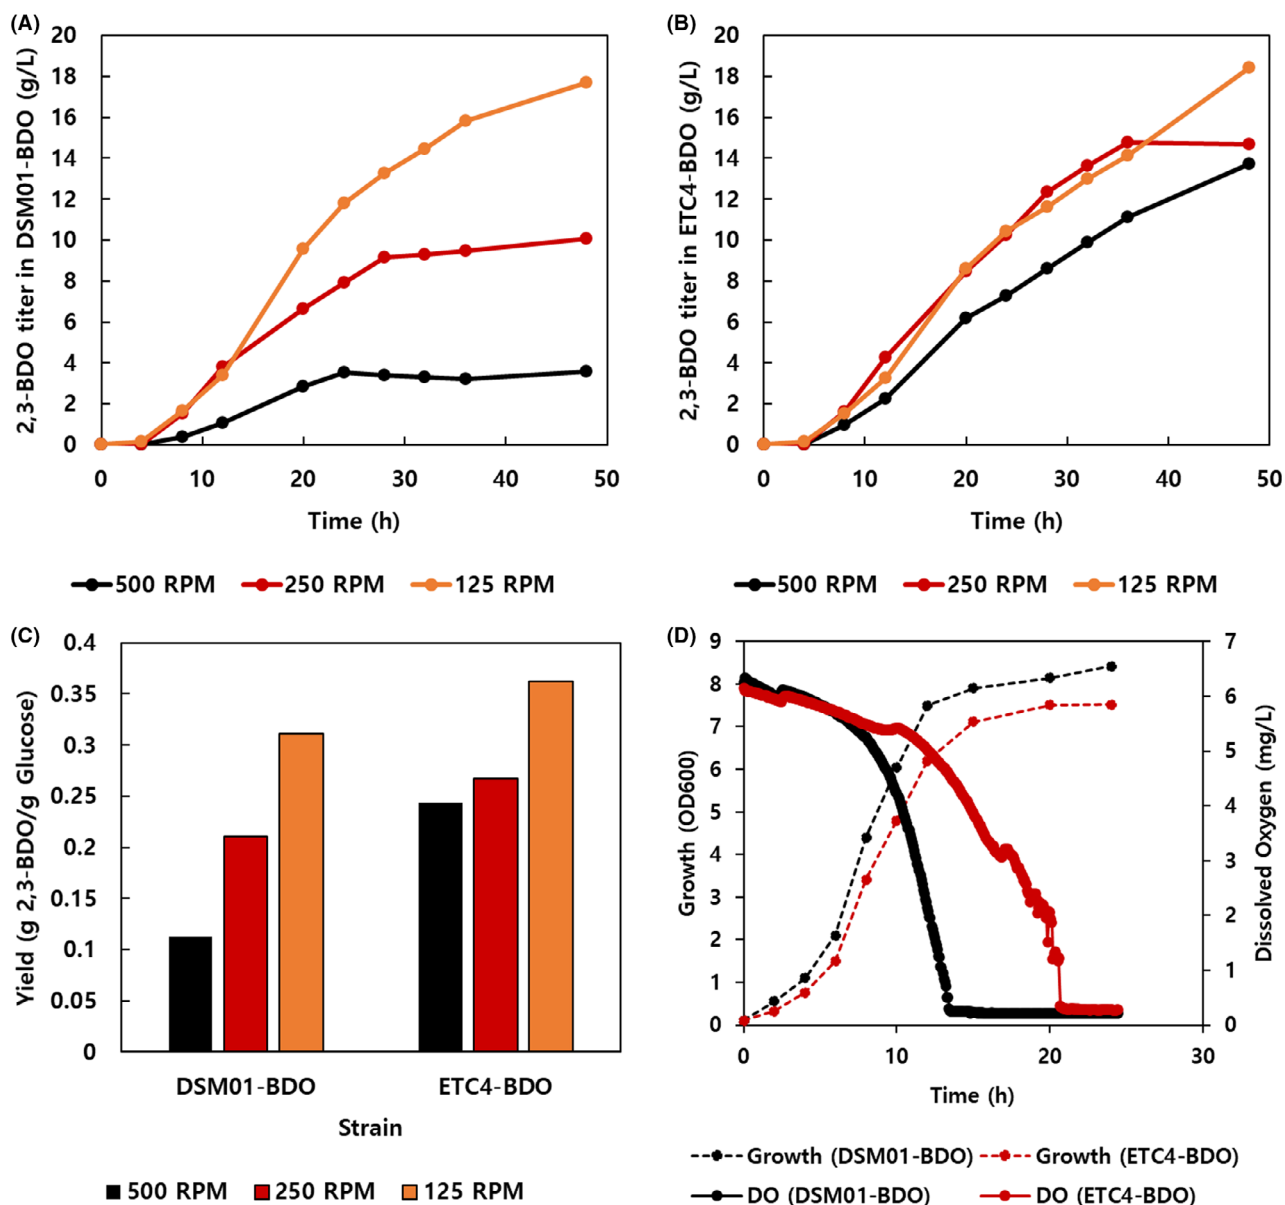 (A)
2,3-BDO titer in DSM01-BDO (g/L)
20
18
16
14
12
10
8
6
4
2
0
0 10 20 30 40 50
Time (h)
500 RPM 250 RPM 125 RPM
(B)
2,3-BDO titer in ETC4-BDO (g/L)
20
18
16
14
12
10
8
6
4
2
0
0 10 20 30 40 50
Time (h)
500 RPM 250 RPM 125 RPM
(C)
Yield (g 2,3-BDO/g Glucose)
0.4
0.35
0.3
0.25
0.2
0.15
0.1
0.05
0
DSM01-BDO ETC4-BDO
Strain
500 RPM 250 RPM 125 RPM
(D)
Growth (OD600)
9
8
7
6
5
4
3
2
1
0
Dissolved Oxygen (mg/L)
7
6
5
4
3
2
1
0
0 10 20 30
Time (h)
Growth (DSM01-BDO) Growth (ETC4-BDO)
DO (DSM01-BDO) DO (ETC4-BDO)